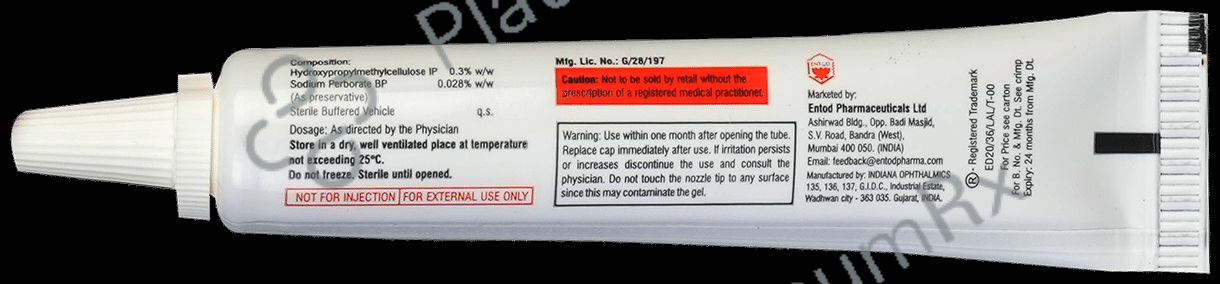 Composition:
Hydroxypropylmethylcellulose IP 0.3% w/w
Sodium Perborate BP 0.028% w/w
(As preservative)
Sterile Buffered Vehicle q.s.
Dosage: As directed by the Physician
Store in a dry, well ventilated place at temperature
not exceeding 25°C.
Do not freeze. Sterile until opened.
NOT FOR INJECTION FOR EXTERNAL USE ONLY
Mfg. Lic. No.: G/28/197
Caution: Not to be sold by retail without the
prescription of a registered medical practitioner.
Warning: Use within one month after opening the tube.
Replace cap immediately after use. If irritation persists
or increases discontinue the use and consult the
physician. Do not touch the nozzle tip to any surface
since this may contaminate the gel.
ENTOD
Marketed by:
Entod Pharmaceuticals Ltd
Ashirwad Bldg., Opp. Badi Masjid,
S.V. Road, Bandra (West),
Mumbai 400 050. (INDIA)
Email: feedback@entodpharma.com
Manufactured by: INDIANA OPHTHALMICS
135, 136, 137, G.I.D.C., Industrial Estate,
Wadhwan city - 363 035. Gujarat, INDIA.
® - Registered Trademark
ED20/36/LAL/T-00
For Price see carton
For B. No. & Mfg. Dt. See crimp
Expiry: 24 months from Mfg. Dt.